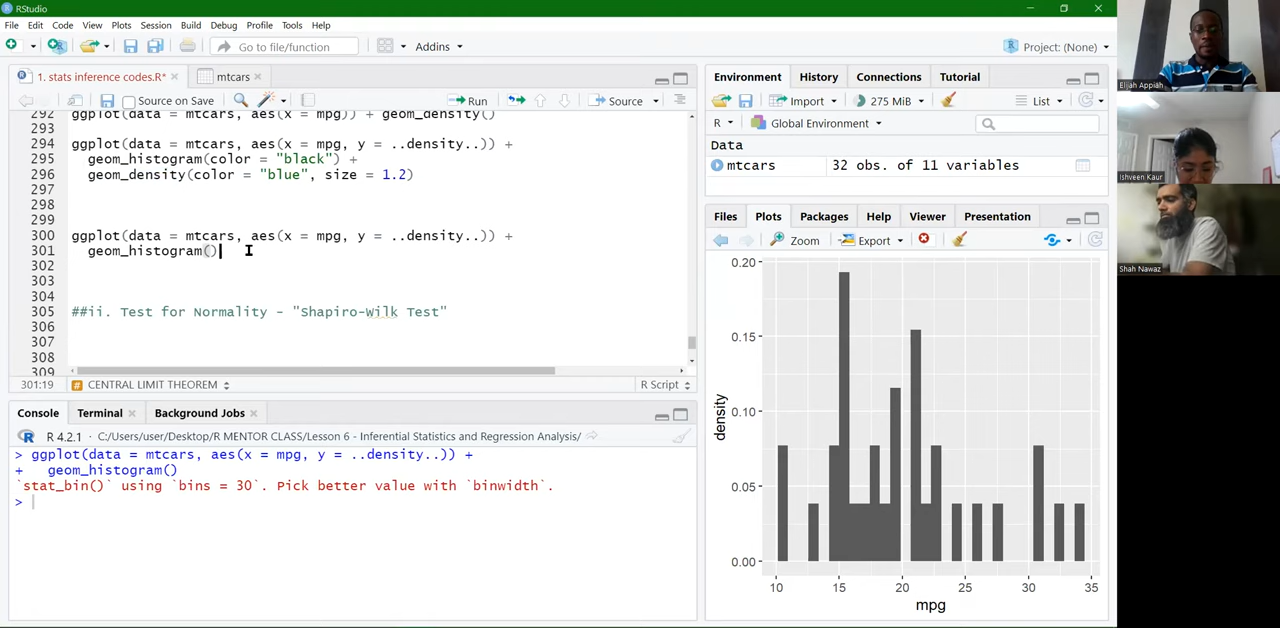 RStudio
File Edit Code View Plots Session Build Debug Profile Tools Help
Go to file/function Addins Project: (None)
1. stats inference codes.R* mtcars
Source on Save Run Source
292 ggplot(data = mtcars, aes(x = mpg)) + geom_density()
293
294 ggplot(data = mtcars, aes(x = mpg, y = ..density..)) +
295 geom_histogram(color = "black") +
296 geom_density(color = "blue", size = 1.2)
297
298
299
300 ggplot(data = mtcars, aes(x = mpg, y = ..density..)) +
301 geom_histogram()
302
303
304
305 ##ii. Test for Normality - "Shapiro-Wilk Test"
306
307
308
309
301:19 # CENTRAL LIMIT THEOREM R Script
Console Terminal Background Jobs
R 4.2.1 · C:/Users/user/Desktop/R MENTOR CLASS/Lesson 6 - Inferential Statistics and Regression Analysis/
> ggplot(data = mtcars, aes(x = mpg, y = ..density..)) +
+ geom_histogram()
`stat_bin()` using `bins = 30`. Pick better value with `binwidth`.
>
Environment History Connections Tutorial
Import 275 MiB List
R Global Environment
Data
mtcars 32 obs. of 11 variables
Files Plots Packages Help Viewer Presentation
Zoom Export
0.20
0.15
0.10
0.05
0.00
density
10 15 20 25 30 35
mpg
Elijah Appiah
Ishveen Kaur
Shah Nawaz